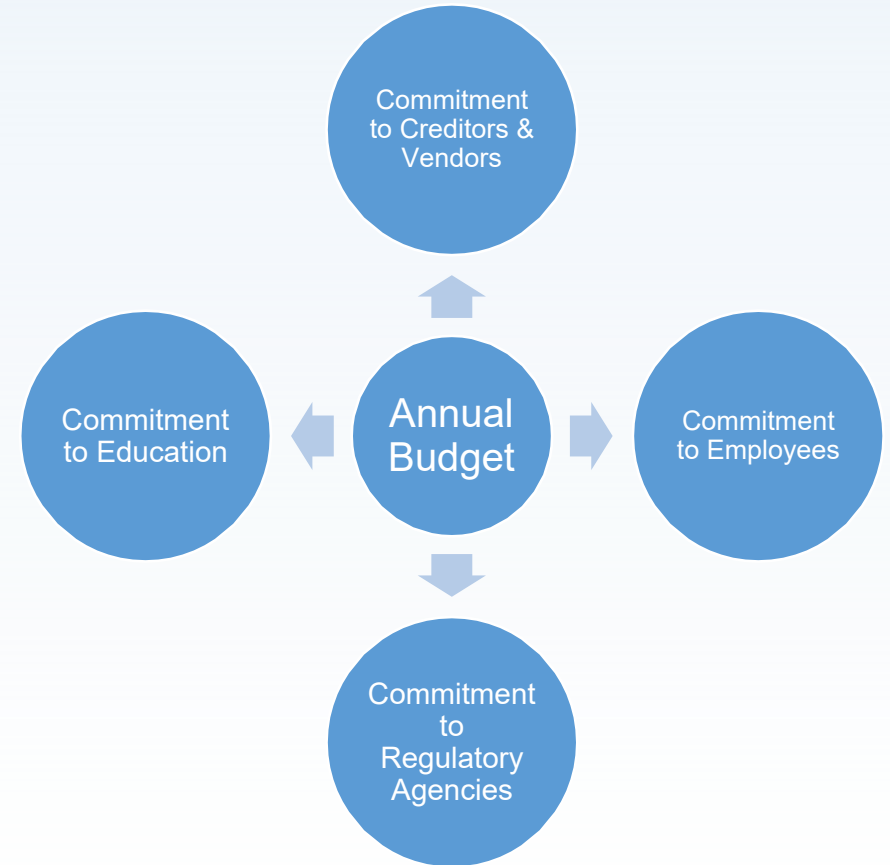 Commitment
to Creditors &
Vendors
Commitment
to Education
Annual
Budget
Commitment
to Employees
Commitment
to
Regulatory
Agencies